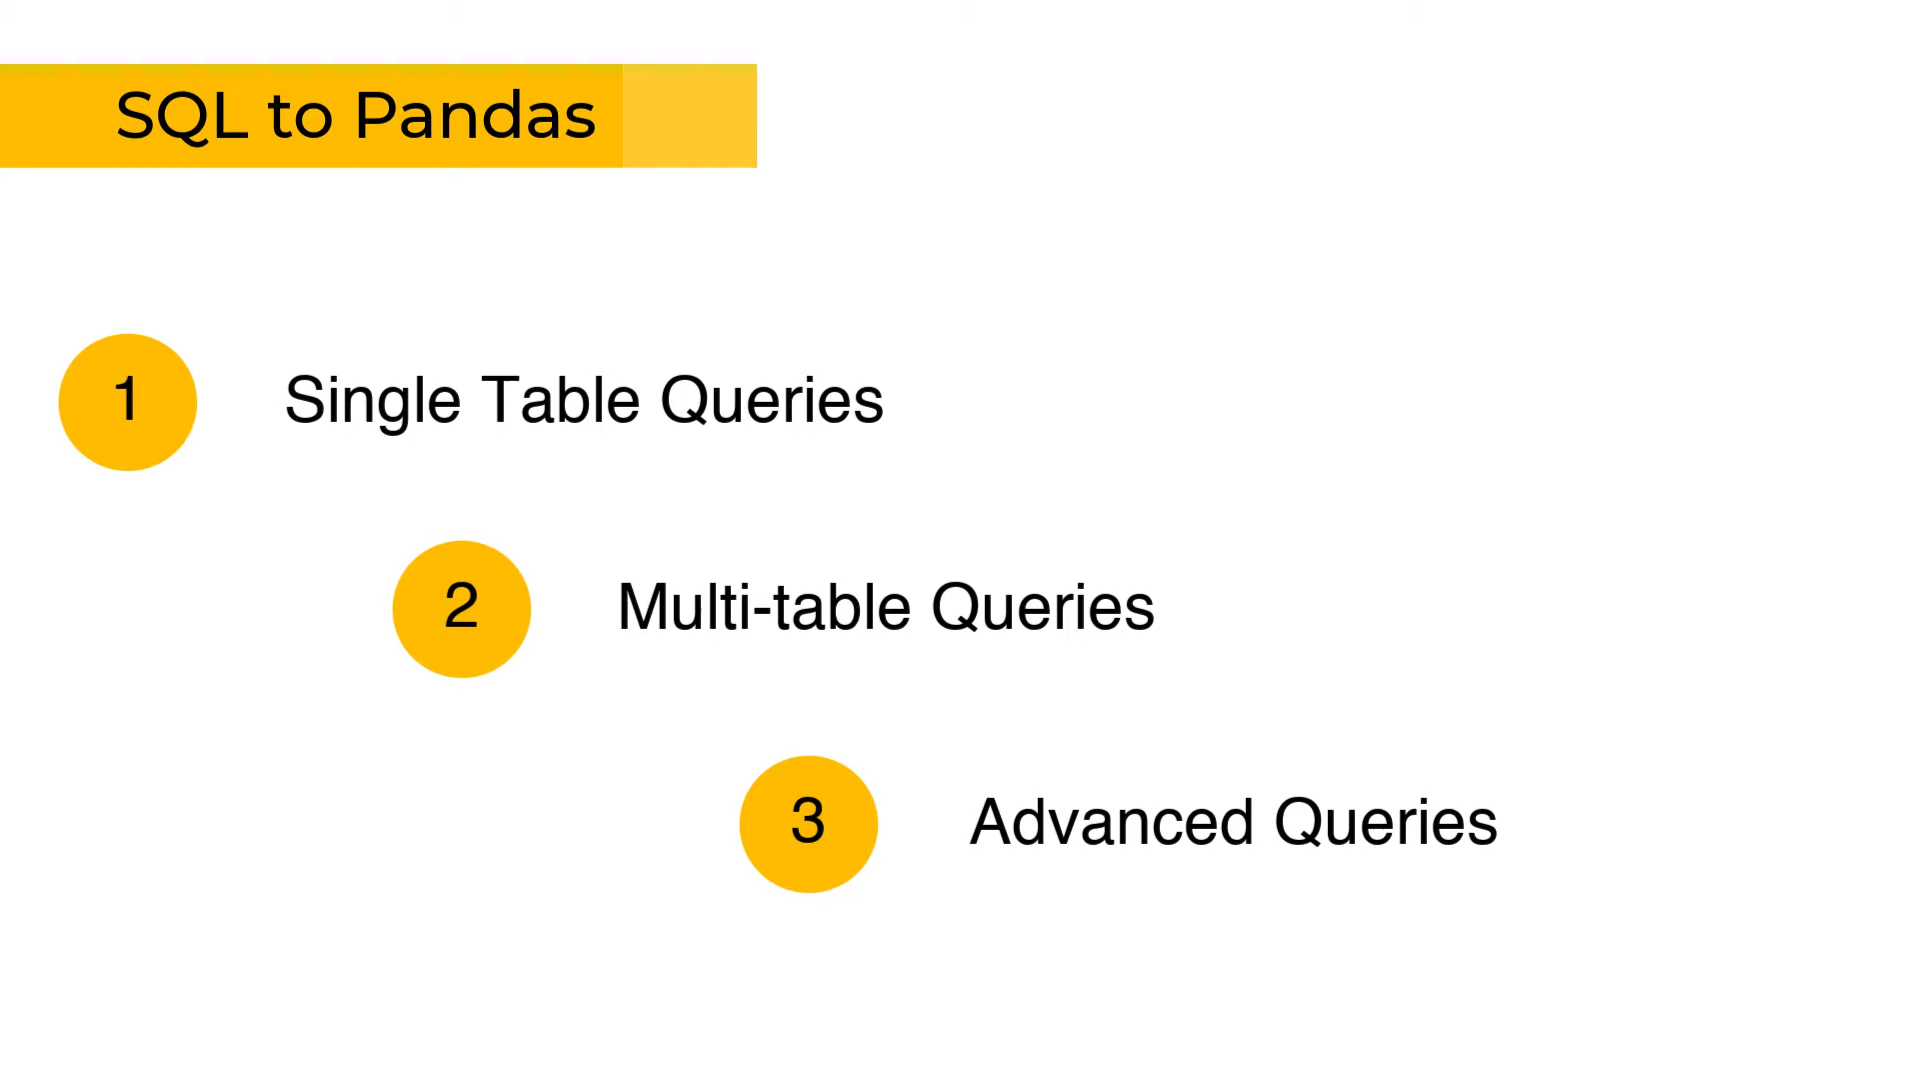 SQL to Pandas
1 Single Table Queries
2 Multi-table Queries
3 Advanced Queries